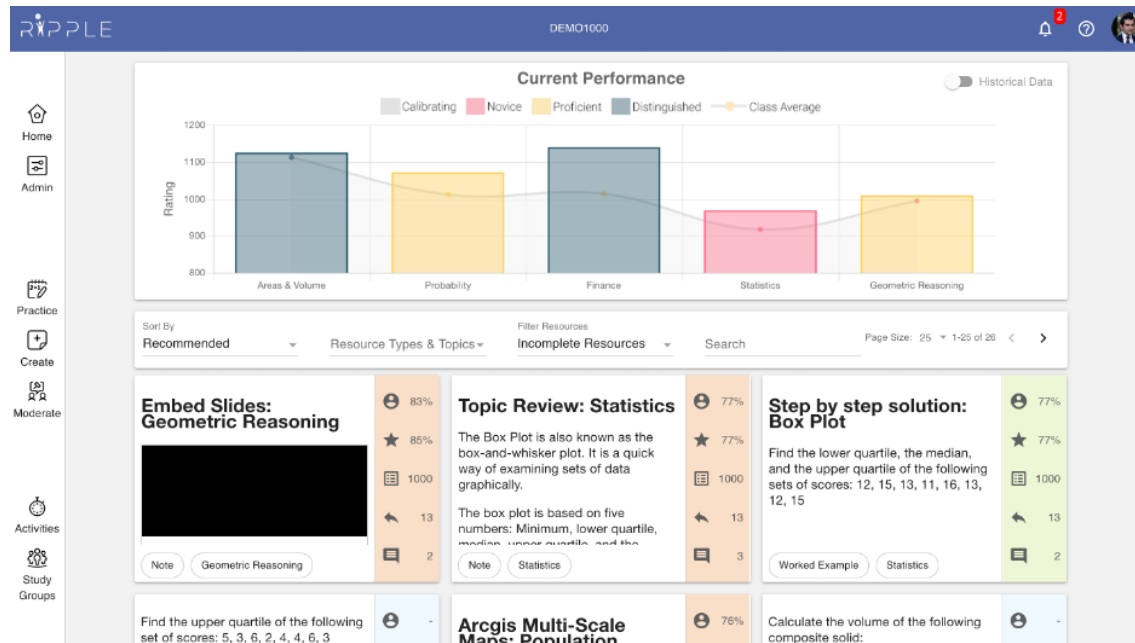 RIPPLE
DEMO1000
2
Home
Admin
Practice
Create
Moderate
Activities
Study
Groups
Current Performance
Historical Data
Calibrating Novice Proficient Distinguished Class Average
Rating
1200
1100
1000
900
800
Areas & Volume Probability Finance Statistics Geometric Reasoning
Sort By
Recommended
Resource Types & Topics
Filter Resources
Incomplete Resources
Search
Page Size: 25 1-25 of 26
Embed Slides:
Geometric Reasoning
83%
85%
1000
13
2
Note Geometric Reasoning
Topic Review: Statistics
The Box Plot is also known as the
box-and-whisker plot. It is a quick
way of examining sets of data
graphically.
The box plot is based on five
numbers: Minimum, lower quartile,
median, upper quartile, and the
77%
77%
1000
13
3
Note Statistics
Step by step solution:
Box Plot
Find the lower quartile, the median,
and the upper quartile of the following
sets of scores: 12, 15, 13, 11, 16, 13,
12, 15
77%
77%
1000
13
2
Worked Example Statistics
Find the upper quartile of the following
set of scores: 5, 3, 6, 2, 4, 4, 6, 3
-
Arcgis Multi-Scale
Maps: Population
76%
Calculate the volume of the following
composite solid:
-